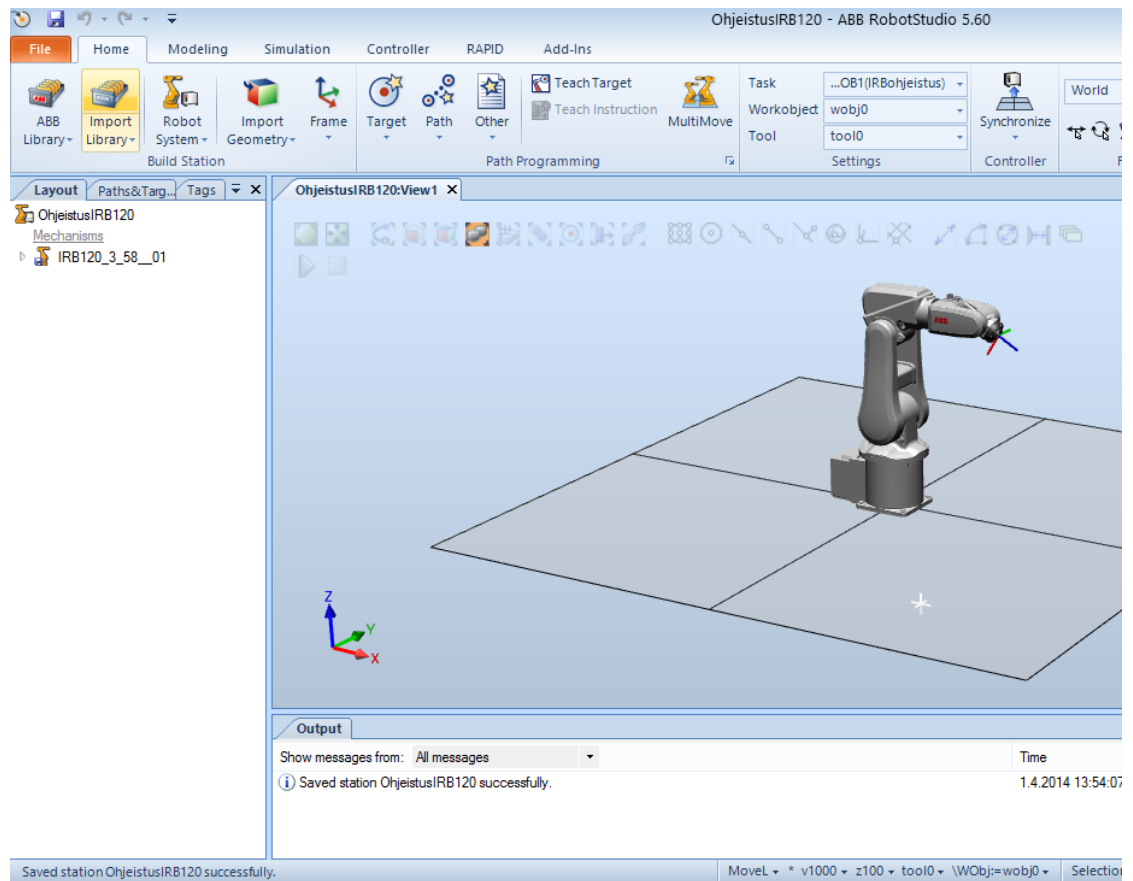 OhjeistusIRB120 - ABB RobotStudio 5.60
File Home Modeling Simulation Controller RAPID Add-Ins
ABB Library
Import Library
Robot System
Import Geometry
Frame
Build Station
Target
Path
Other
Teach Target
Teach Instruction
MultiMove
Path Programming
Task ...OB1(IRBohjeistus)
Workobject wobj0
Tool tool0
Settings
Synchronize
Controller
World
F
Layout Paths&Targ... Tags
OhjeistusIRB120
Mechanisms
IRB120_3_58__01
OhjeistusIRB120:View1
ABB
Z
Y
X
Output
Show messages from: All messages
Time
Saved station OhjeistusIRB120 successfully.
1.4.2014 13:54:07
Saved station OhjeistusIRB120 successfully.
MoveL * v1000 z100 tool0 \WObj:=wobj0 Selection